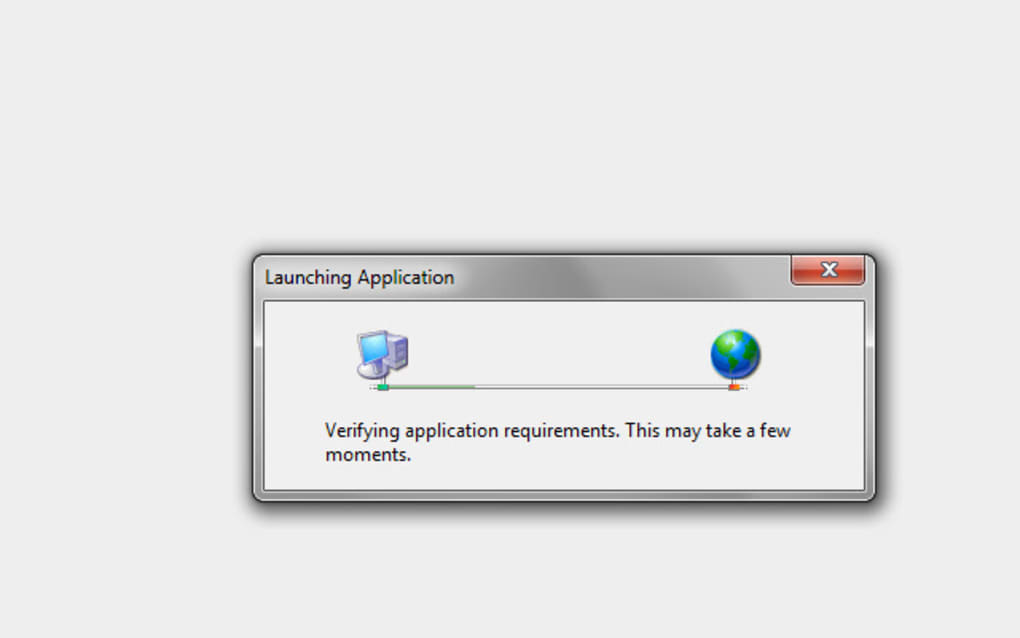 Launching Application
Verifying application requirements. This may take a few
moments.